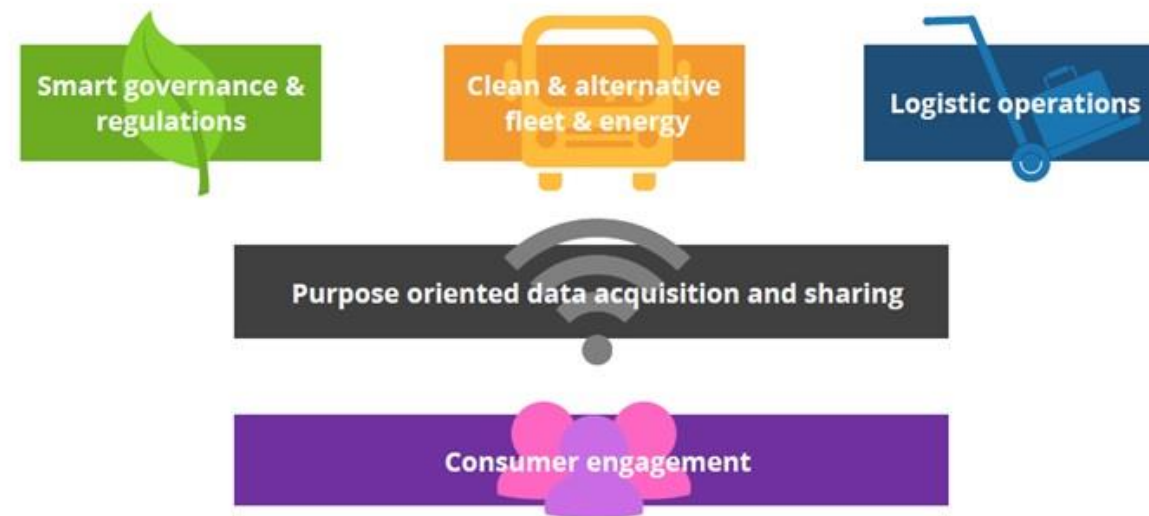 Smart governance &
regulations
Clean & alternative
fleet & energy
Logistic operations
Purpose oriented data acquisition and sharing
Consumer engagement